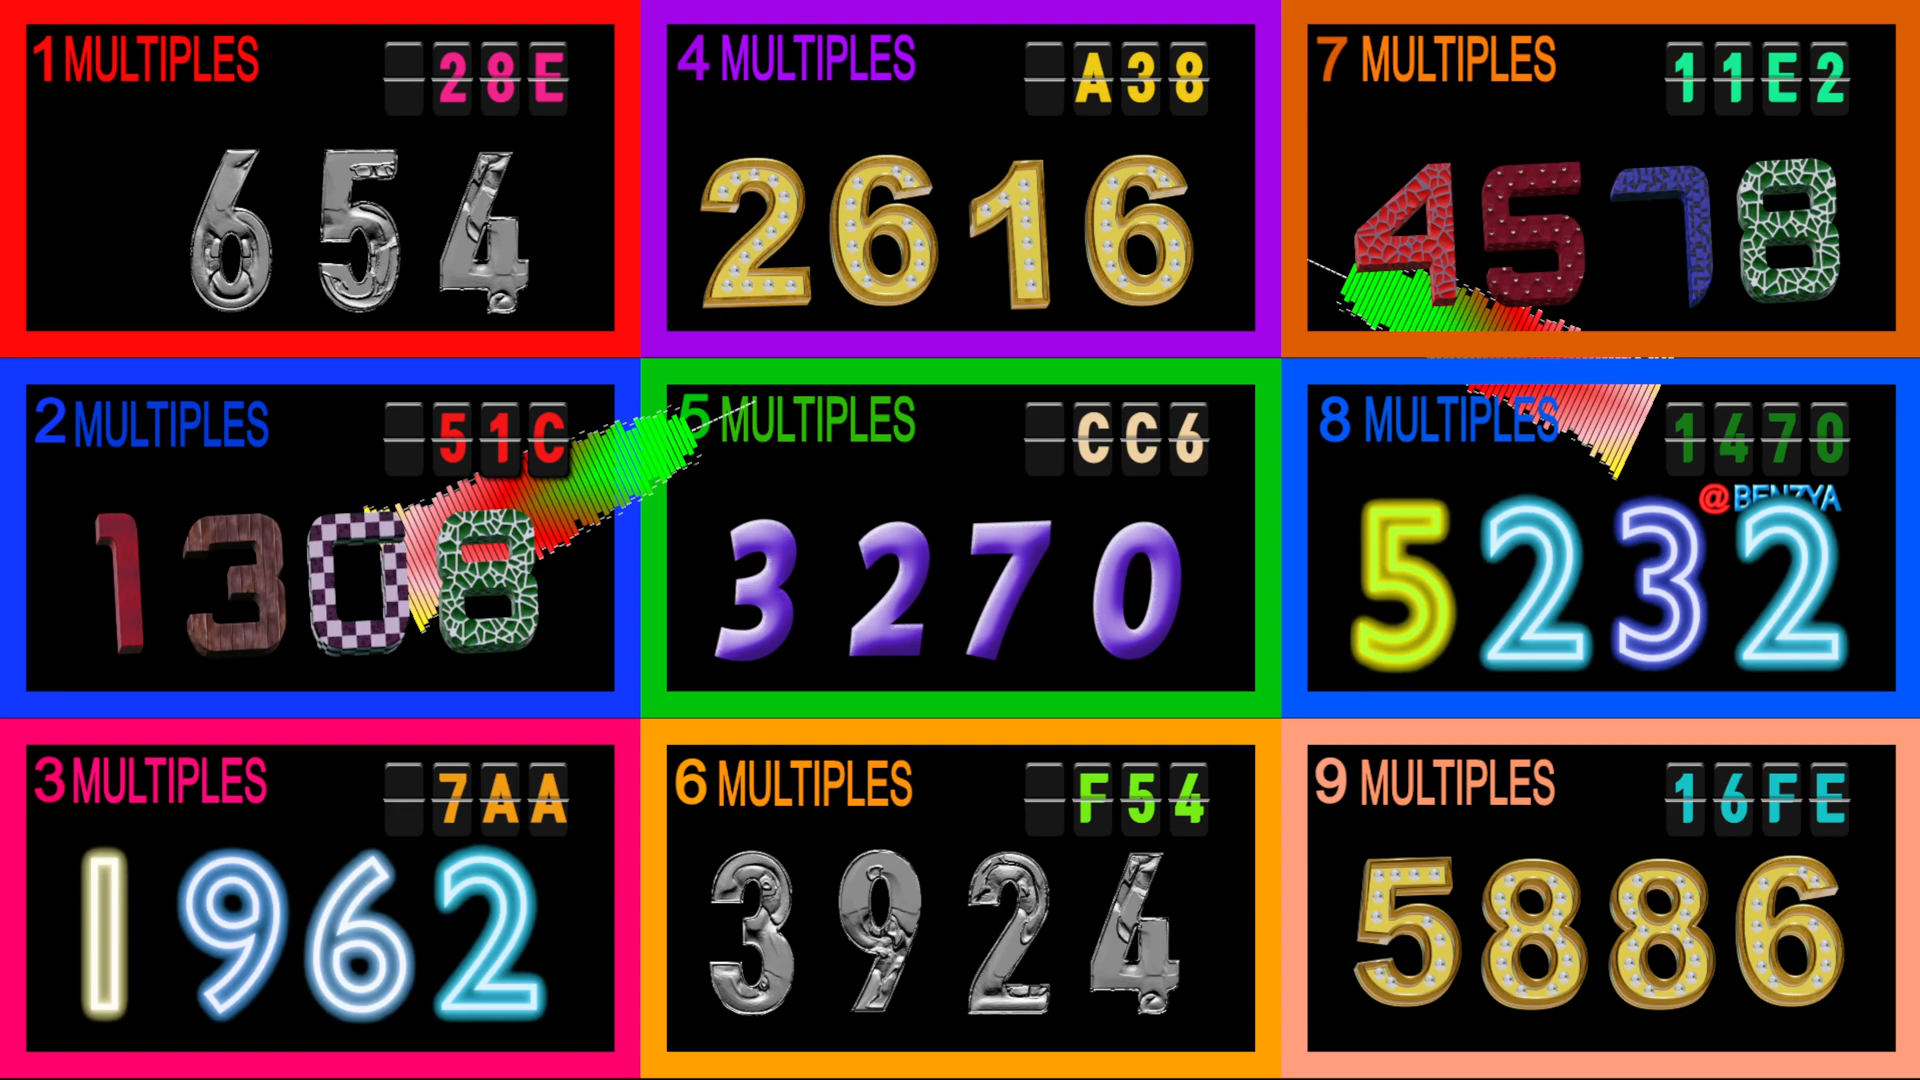 1 MULTIPLES
28E
654
4 MULTIPLES
A38
2616
7 MULTIPLES
11E2
4578
2 MULTIPLES
51C
1308
5 MULTIPLES
CC6
3270
8 MULTIPLES
1470
@BENZYA
5232
3 MULTIPLES
7AA
1962
6 MULTIPLES
F54
3924
9 MULTIPLES
16FE
5886